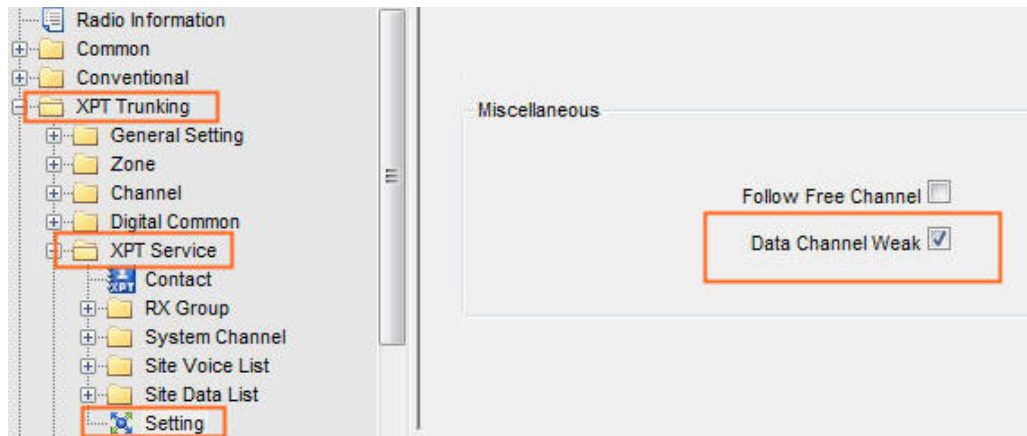 Radio Information
Common
Conventional
XPT Trunking
General Setting
Zone
Channel
Digital Common
XPT Service
XPT Contact
RX Group
System Channel
Site Voice List
Site Data List
Setting
Miscellaneous
Follow Free Channel
Data Channel Weak